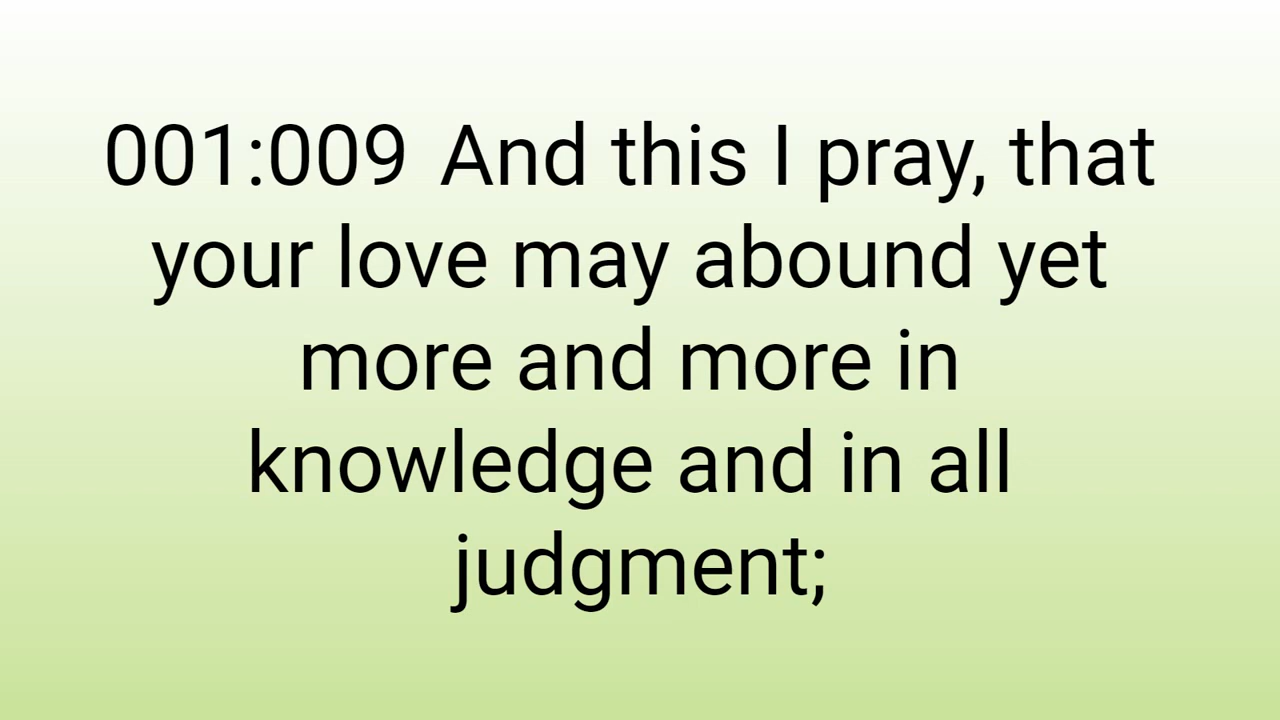 001:009 And this I pray, that
your love may abound yet
more and more in
knowledge and in all
judgment;